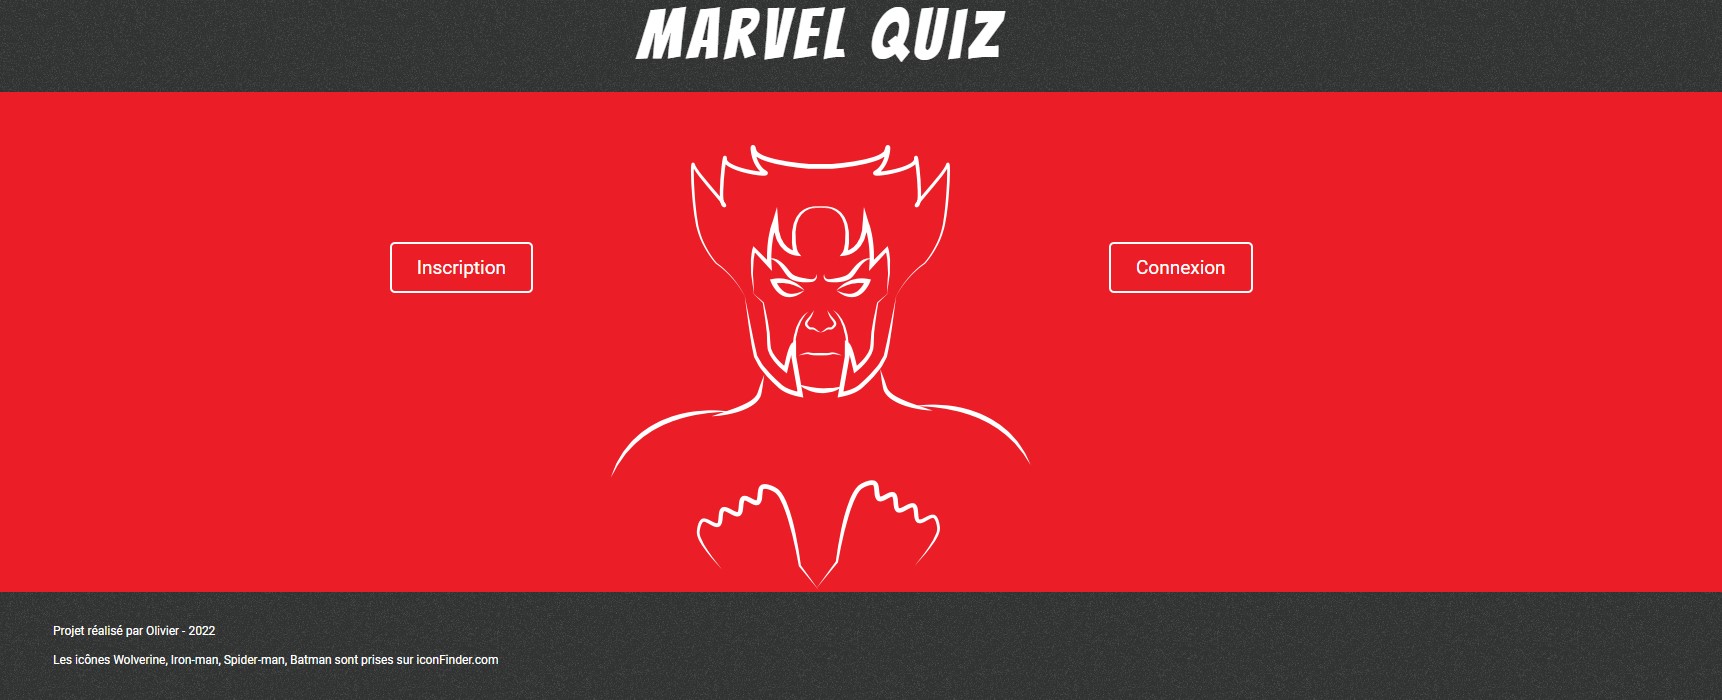 MARVEL QUIZ
Inscription
Connexion
Projet réalisé par Olivier - 2022
Les icônes Wolverine, Iron-man, Spider-man, Batman sont prises sur iconFinder.com